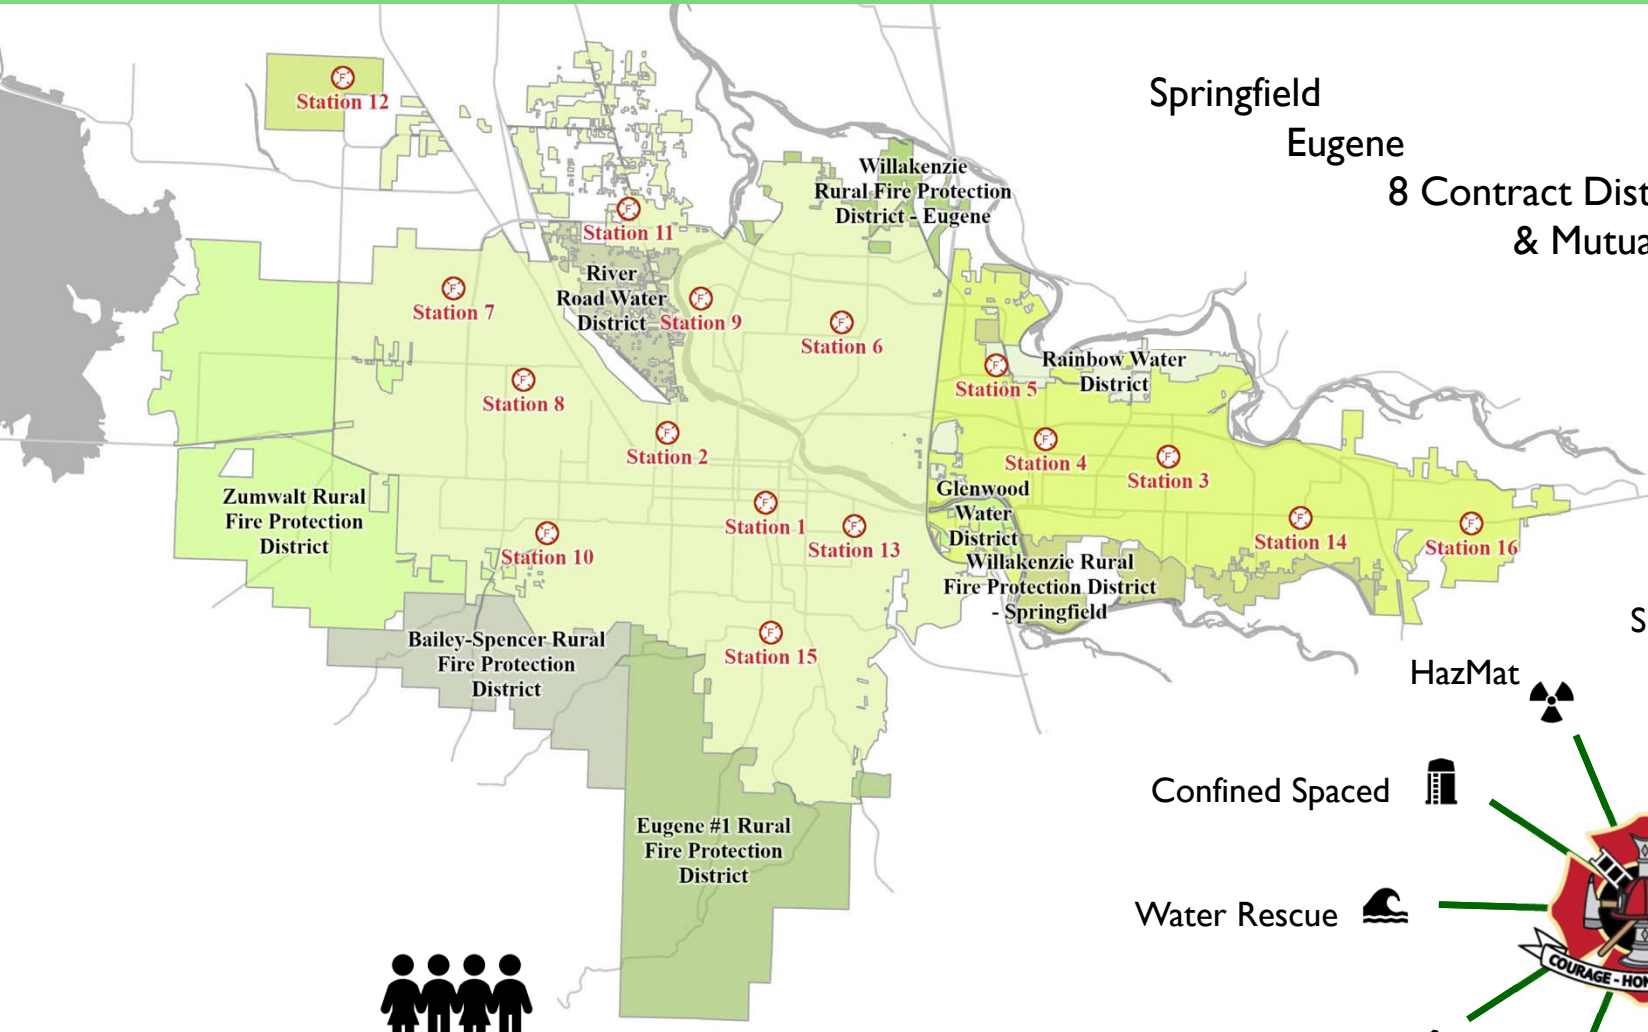 Springfield
Eugene
8 Contract Dist
& Mutua
Station 12
Willakenzie
Rural Fire Protection
District - Eugene
Station 11
River
Road Water
District
Station 7
Station 9
Station 6
Rainbow Water
District
Station 5
Station 8
Station 2
Station 4
Station 3
Zumwalt Rural
Fire Protection
District
Glenwood
Water
District
Station 1
Station 13
Station 10
Station 14
Station 16
Willakenzie Rural
Fire Protection District
- Springfield
Bailey-Spencer Rural
Fire Protection
District
Station 15
S
HazMat
Confined Spaced
Eugene #1 Rural
Fire Protection
District
Water Rescue
COURAGE - HON